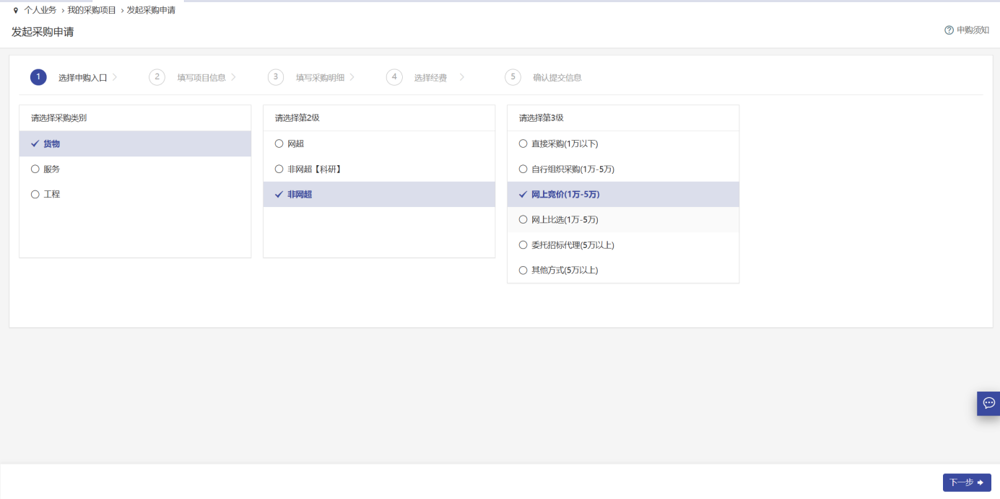 个人业务 › 我的采购项目 › 发起采购申请
发起采购申请
申购须知
1 选择申购入口
2 填写项目信息
3 填写采购明细
4 选择经费
5 确认提交信息
请选择采购类别
货物
服务
工程
请选择第2级
网超
非网超【科研】
非网超
请选择第3级
直接采购(1万以下)
自行组织采购(1万-5万)
网上竞价(1万-5万)
网上比选(1万-5万)
委托招标代理(5万以上)
其他方式(5万以上)
下一步